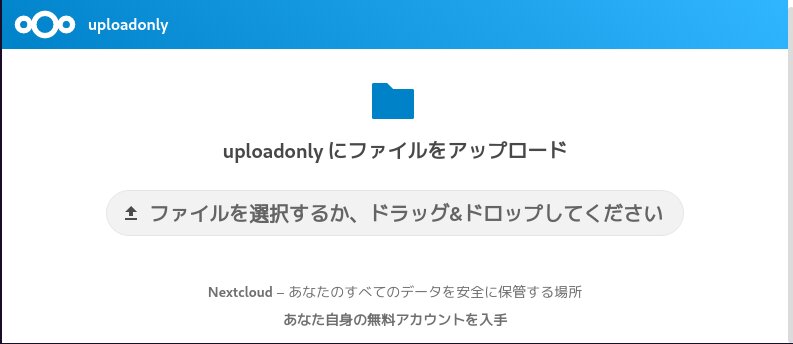 uploadonly
uploadonly にファイルをアップロード
ファイルを選択するか、ドラッグ&ドロップしてください
Nextcloud – あなたのすべてのデータを安全に保管する場所
あなた自身の無料アカウントを入手